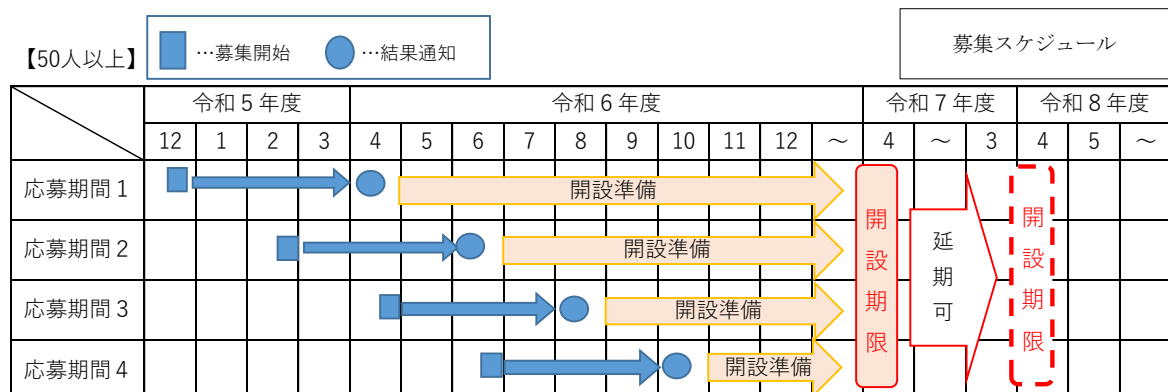 【50人以上】
…募集開始 …結果通知
募集スケジュール
令和５年度 令和６年度 令和７年度 令和８年度
12 1 2 3 4 5 6 7 8 9 10 11 12 ～ 4 ～ 3 4 5 ～
応募期間１ 開設準備
応募期間２ 開設準備
応募期間３ 開設準備
応募期間４ 開設準備
開設期限
延期可
開設期限